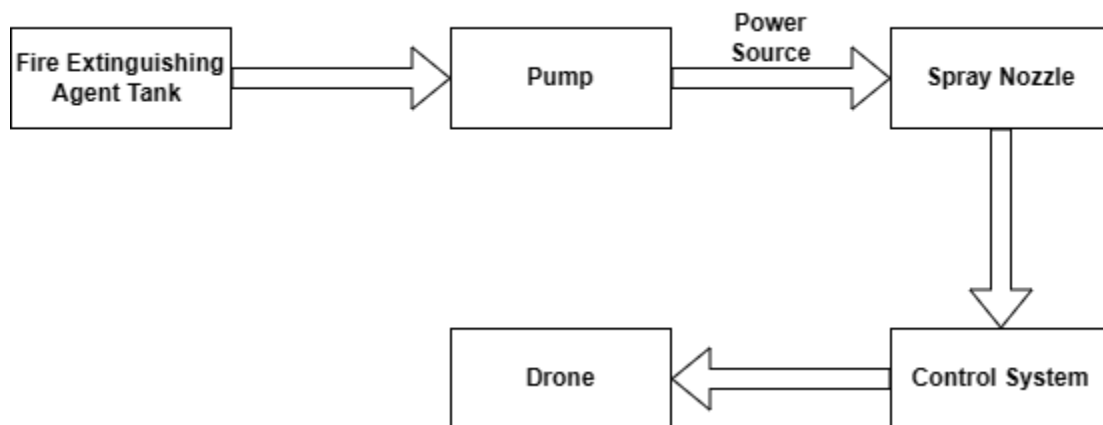 Fire Extinguishing
Agent Tank
Pump
Power
Source
Spray Nozzle
Drone
Control System